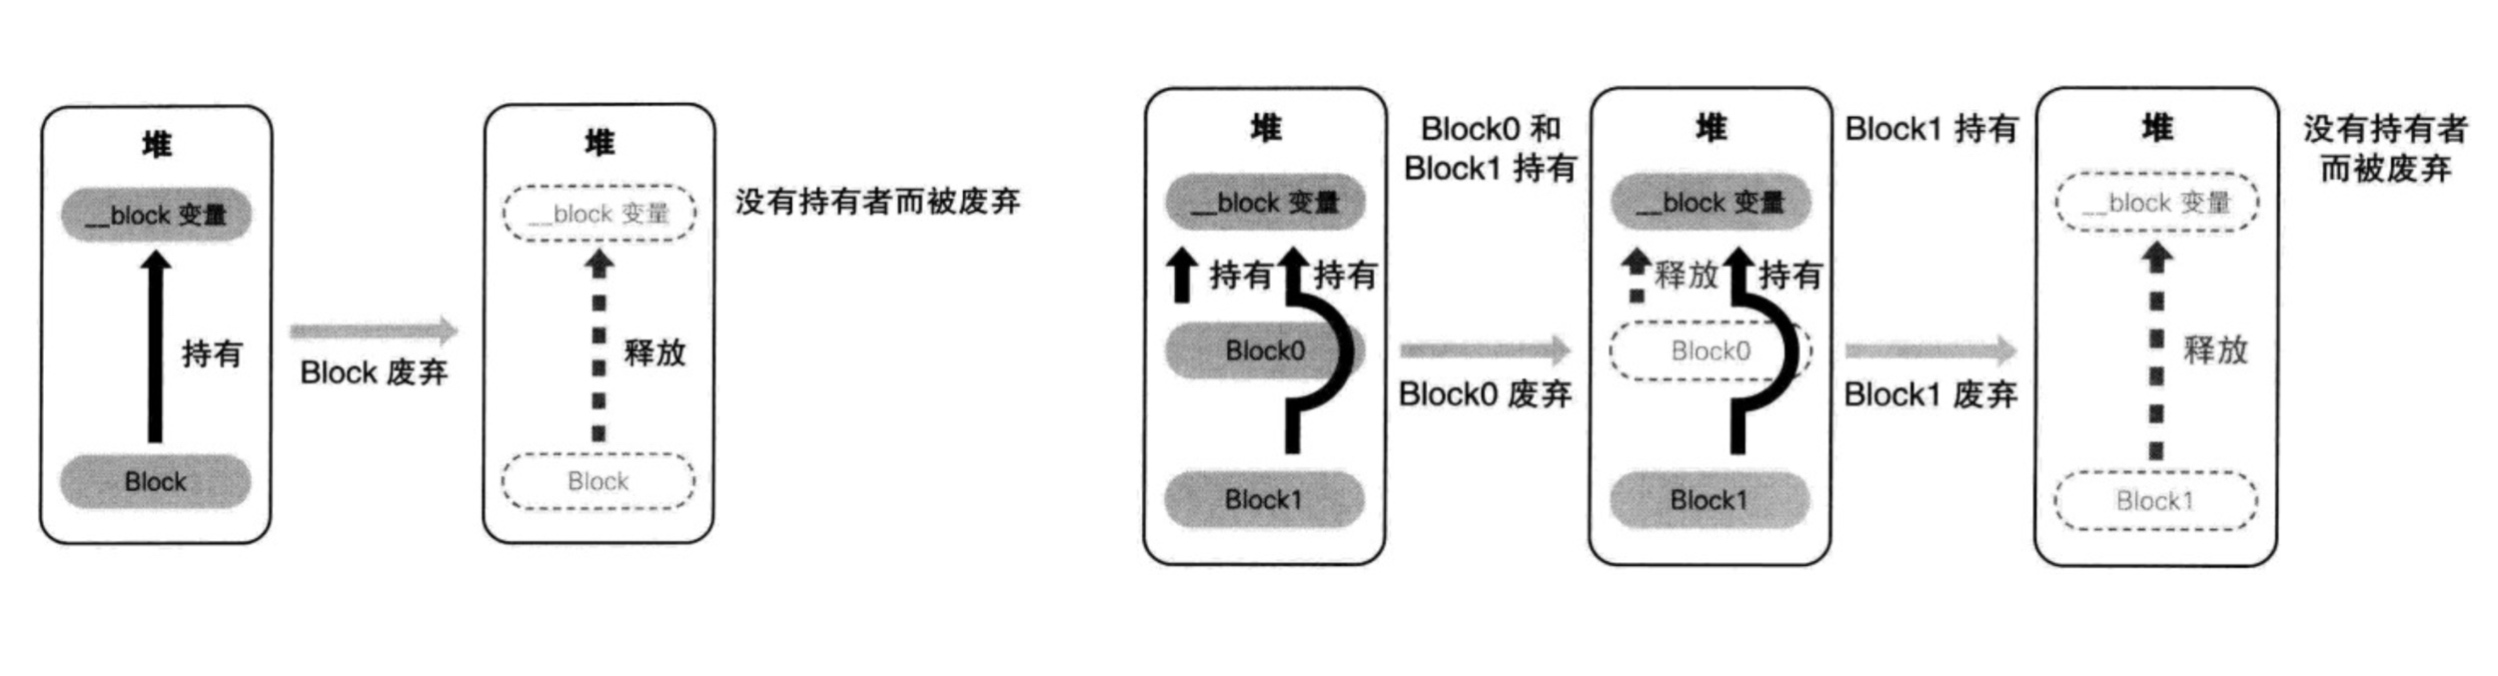 堆
__block 变量
持有
Block
Block 废弃
堆
__block 变量
释放
Block
没有持有者而被废弃
堆
__block 变量
持有
持有
Block0
Block1
Block0 和
Block1 持有
Block0 废弃
堆
__block 变量
释放
持有
Block0
Block1
Block1 持有
Block1 废弃
堆
__block 变量
释放
Block1
没有持有者
而被废弃